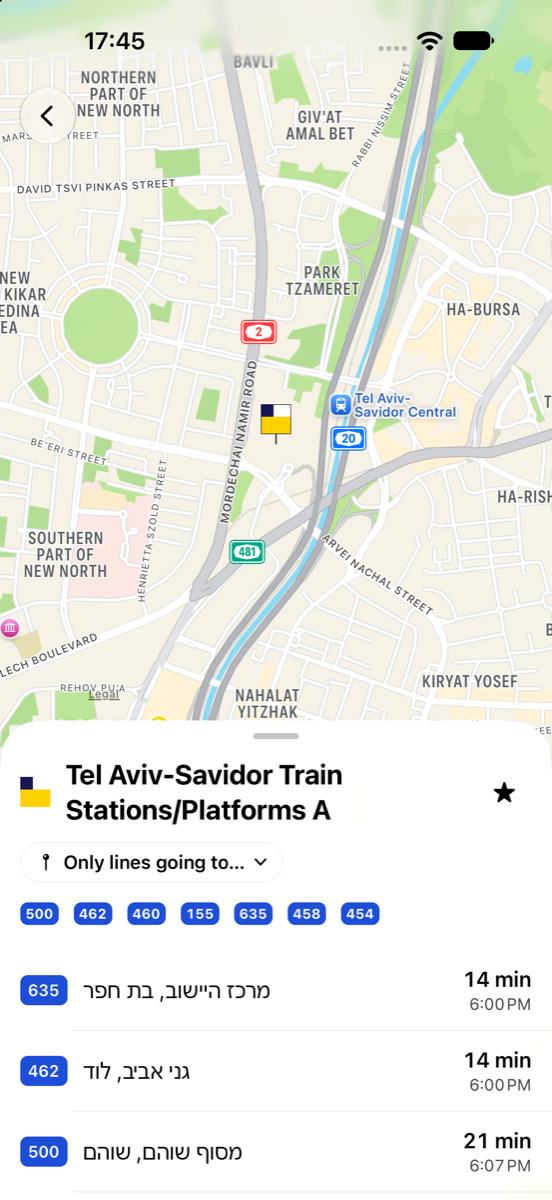 17:45
BAVLI
NORTHERN
PART OF
NEW NORTH
GIV'AT
AMAL BET
RABBI NISSIM STREET
STREET
DAVID TSVI PINKAS STREET
NEW
KIKAR
EDINA
EA
PARK
TZAMERET
HA-BURSA
2
MORDECHAI NAMIR ROAD
Tel Aviv-
Savidor Central
20
BE'ERI STREET
HENRIETTA SZOLD STREET
HA-RISH
SOUTHERN
PART OF
NEW NORTH
481
ARVEI NACHAL STREET
LECH BOULEVARD
REHOV PU'A
Legal
NAHALAT
YITZHAK
KIRYAT YOSEF
Tel Aviv-Savidor Train
Stations/Platforms A
Only lines going to...
500 462 460 155 635 458 454
635 מרכז היישוב, בת חפר 14 min
6:00 PM
462 גני אביב, לוד 14 min
6:00 PM
500 מסוף שוהם, שוהם 21 min
6:07 PM